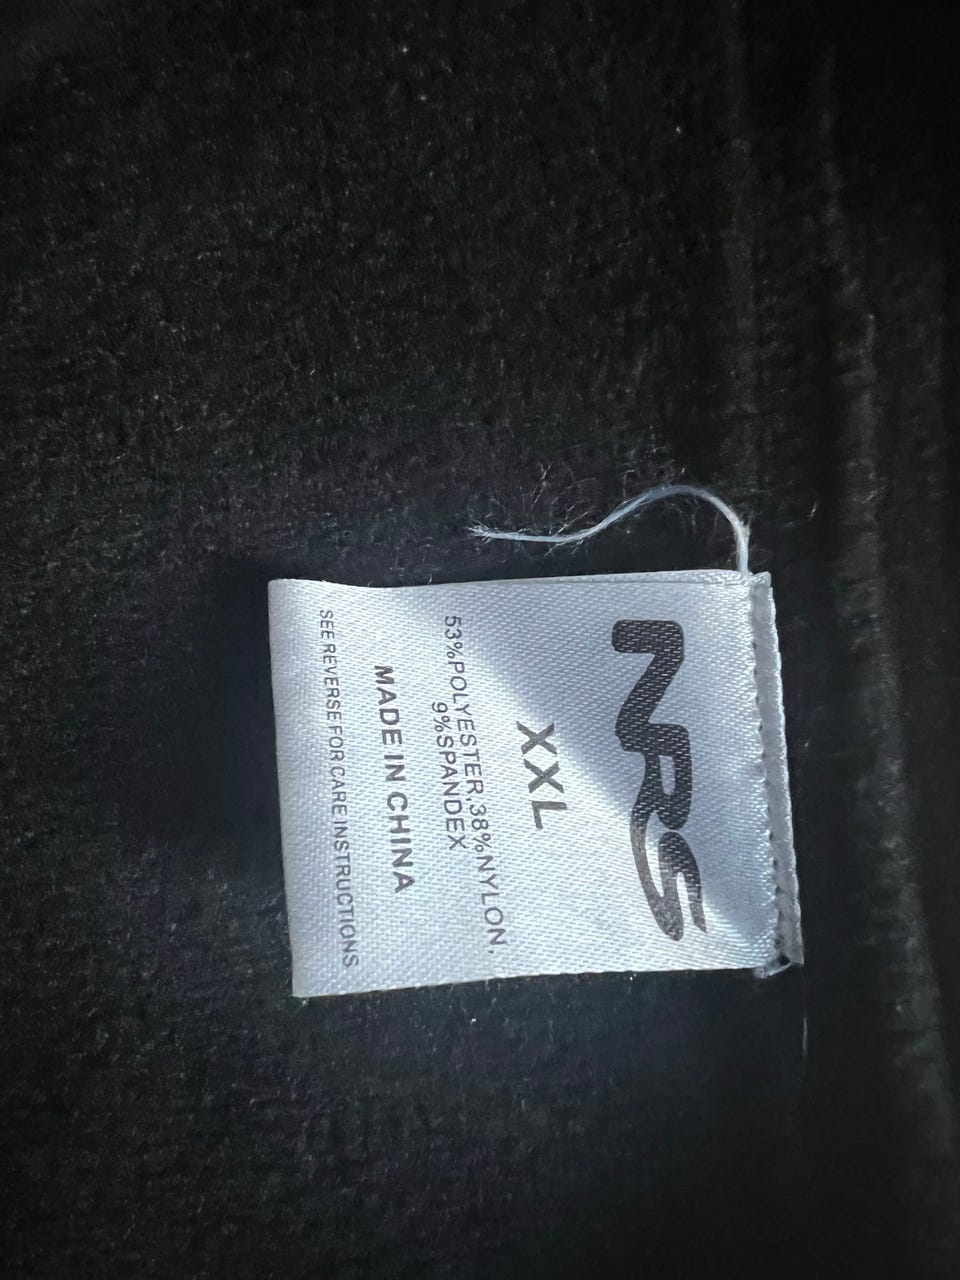 NRS
XXL
53%POLYESTER,38%NYLON,
9%SPANDEX
MADE IN CHINA
SEE REVERSE FOR CARE INSTRUCTIONS